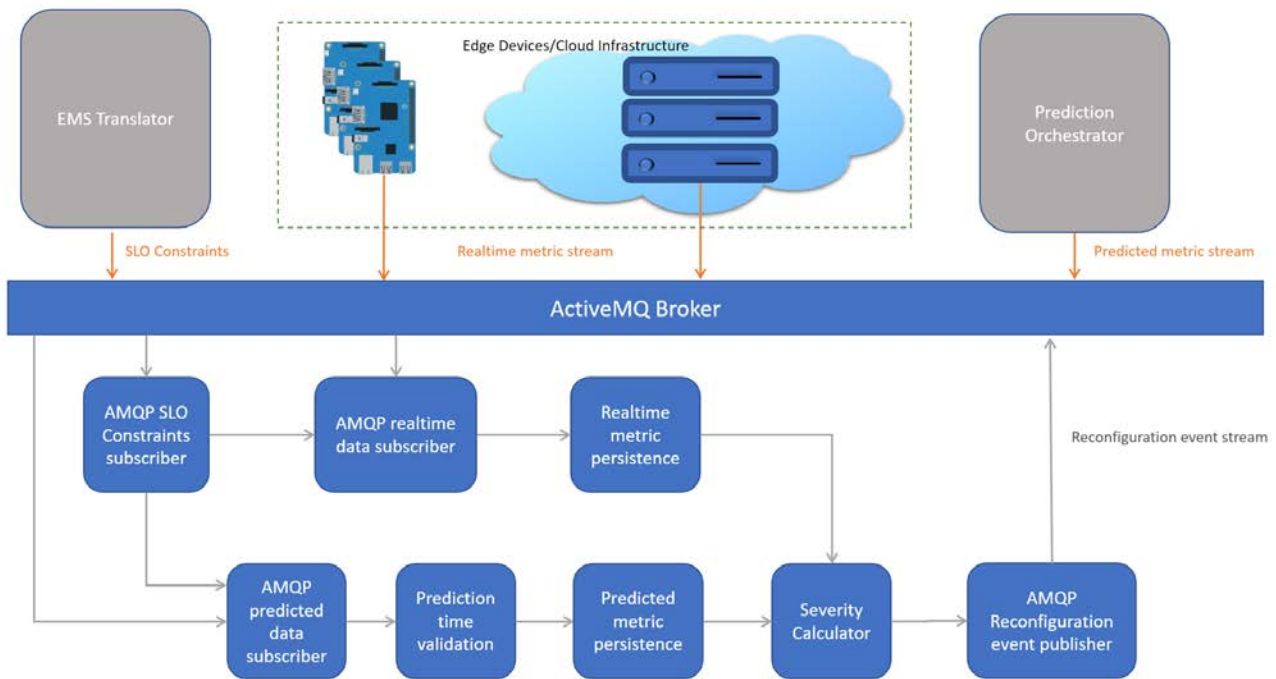 Edge Devices/Cloud Infrastructure
EMS Translator
Prediction
Orchestrator
SLO Constraints
Realtime metric stream
Predicted metric stream
ActiveMQ Broker
AMQP SLO
Constraints
subscriber
AMQP realtime
data subscriber
Realtime
metric
persistence
Reconfiguration event stream
AMQP
predicted
data
subscriber
Prediction
time
validation
Predicted
metric
persistence
Severity
Calculator
AMQP
Reconfiguration
event publisher